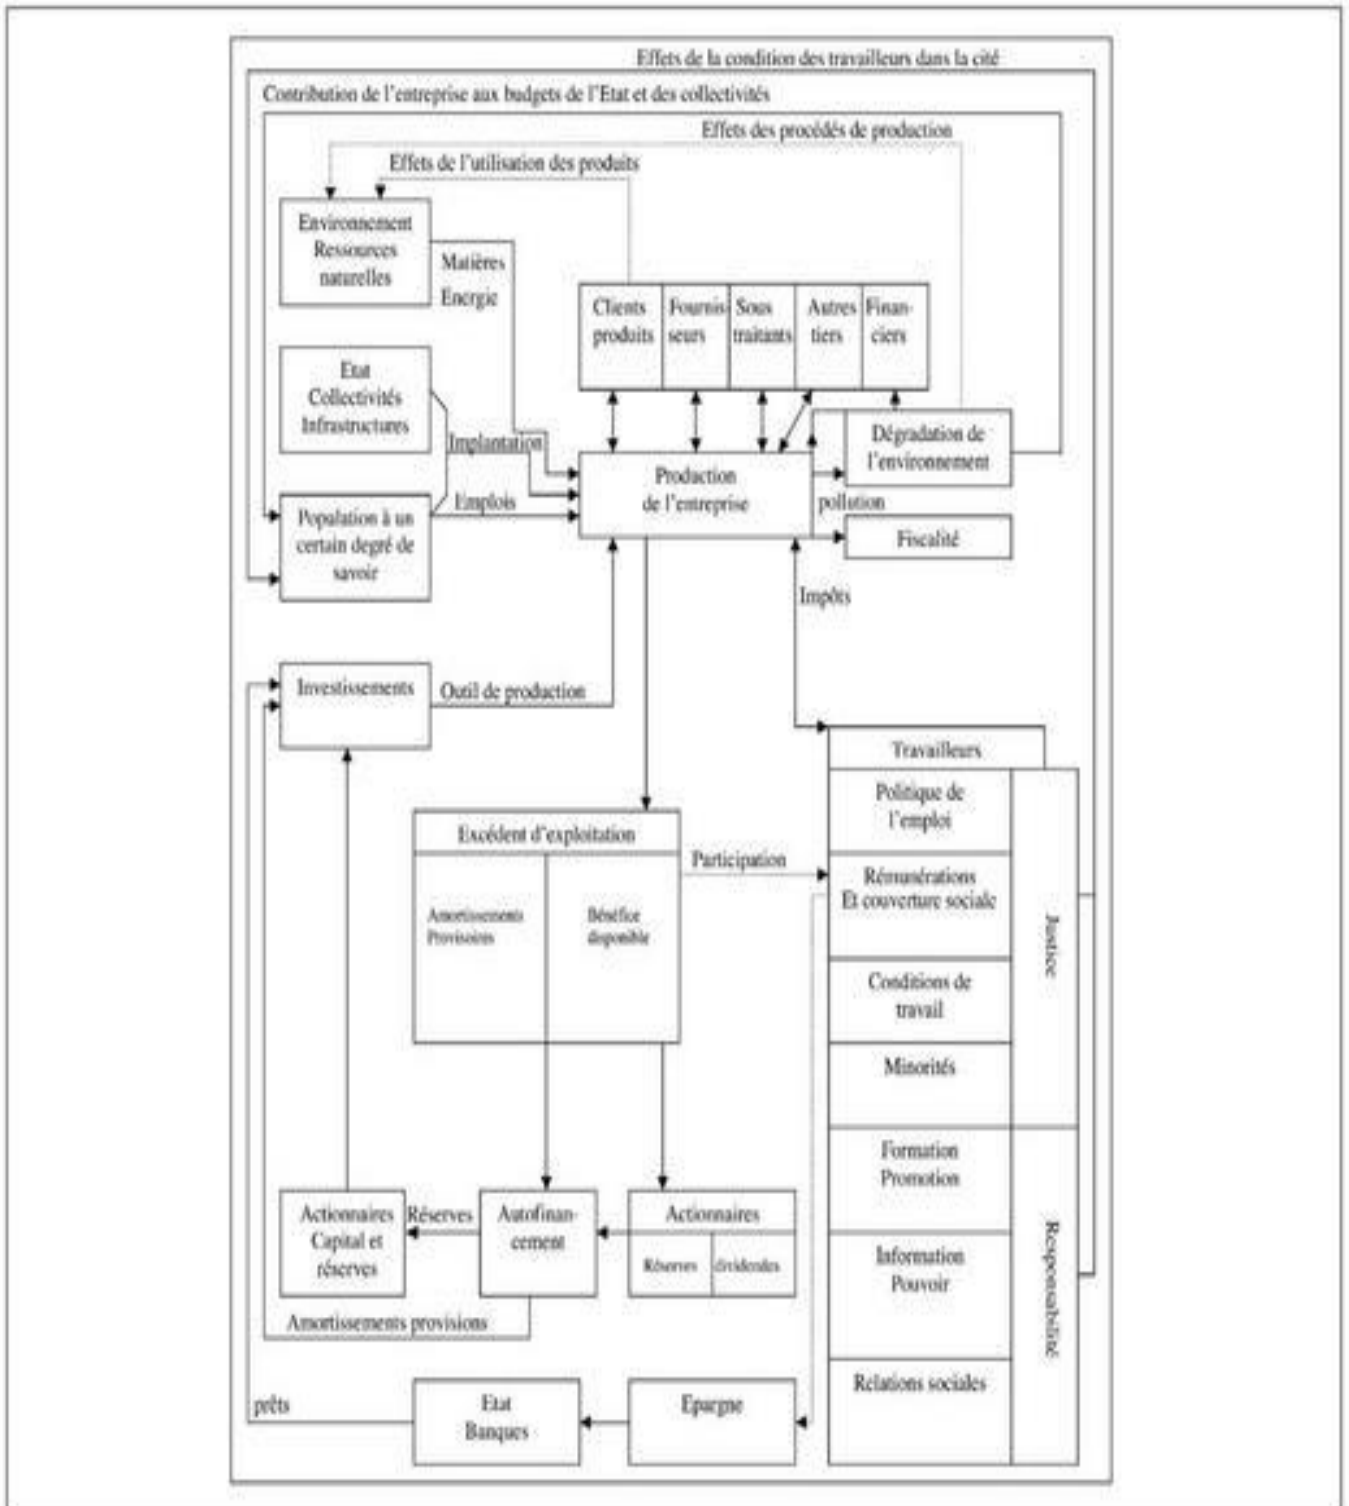 Effets de la condition des travailleurs dans la cité
Contribution de l'entreprise aux budgets de l'Etat et des collectivités
Effets des procédés de production
Effets de l'utilisation des produits
Environnement
Ressources
naturelles
Matières
Energie
Clients
produits
Fournis
seurs
Sous
traitants
Autres
tiers
Finan-
ciers
Etat
Collectivités
Infrastructures
Implantation
Dégradation de
l'environnement
Production
de l'entreprise
Emplois
pollution
Population à un
certain degré de
savoir
Fiscalité
Impôts
Investissements
Outil de production
Travailleurs
Politique de
l'emploi
Excédent d'exploitation
Participation
Rémusérations
Et couverture sociale
Amortissements
Provisoires
Bénéfice
disponible
Justice
Conditions de
travail
Minorités
Formation
Promotion
Actionnaires
Capital et
réserves
Réserves
Autofinan-
cement
Actionnaires
Réserves
dividendes
Information
Pouvoir
Responsabilité
Amortissements provisions
Relations sociales
prêts
Etat
Banques
Epargne